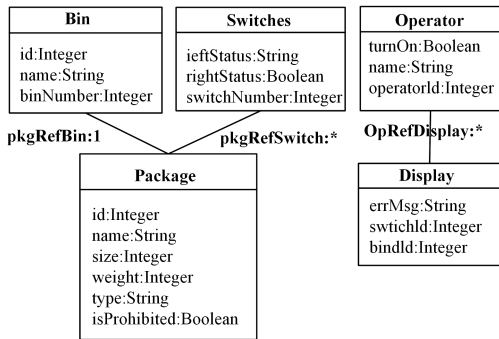 Bin
id:Integer
name:String
binNumber:Integer
Switches
ieftStatus:String
rightStatus:Boolean
switchNumber:Integer
Operator
turnOn:Boolean
name:String
operatorId:Integer
pkgRefBin:1
pkgRefSwitch:*
OpRefDisplay:*
Package
id:Integer
name:String
size:Integer
weight:Integer
type:String
isProhibited:Boolean
Display
errMsg:String
swtichId:Integer
bindId:Integer